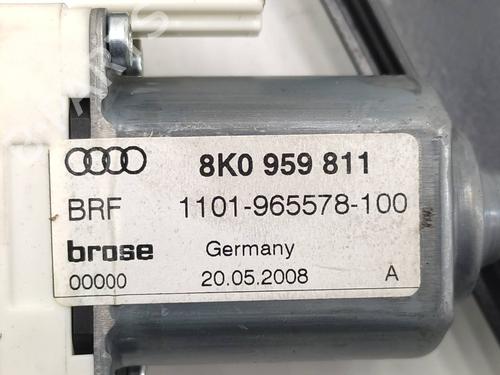 8K0 959 811
BRF 1101-965578-100
brose Germany
00000 20.05.2008 A